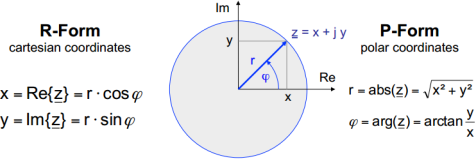 R-Form
cartesian coordinates
x = Re{z} = r · cos φ
y = Im{z} = r · sin φ
Im
z = x + j y
y
r
φ
Re
x
P-Form
polar coordinates
r = abs(z) = √x² + y²
φ = arg(z) = arctan y/x